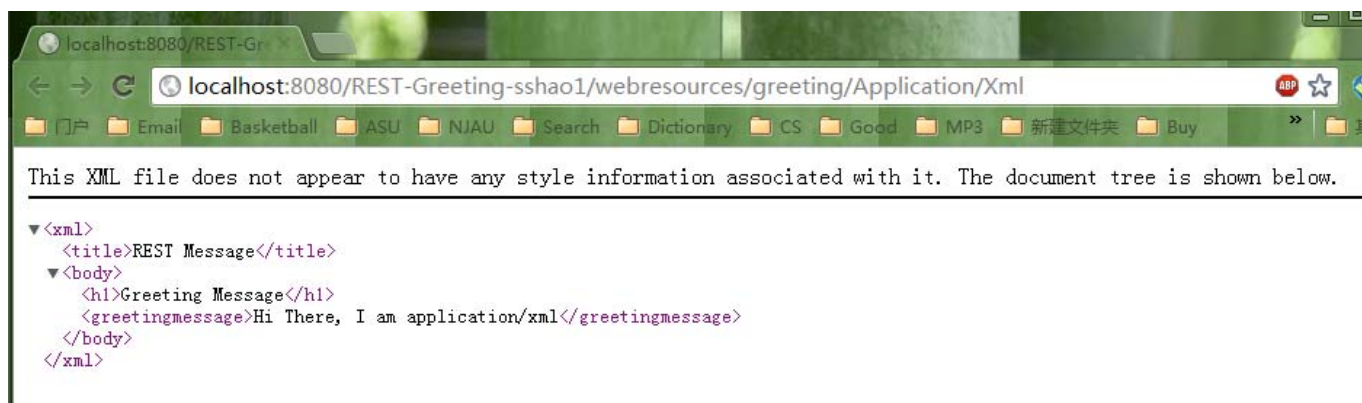 localhost:8080/REST-Gr
localhost:8080/REST-Greeting-sshao1/webresources/greeting/Application/Xml
ABP
门户 Email Basketball ASU NJAU Search Dictionary CS Good MP3 新建文件夹 Buy »
This XML file does not appear to have any style information associated with it. The document tree is shown below.
▼<xml>
<title>REST Message</title>
▼<body>
<h1>Greeting Message</h1>
<greetingmessage>Hi There, I am application/xml</greetingmessage>
</body>
</xml>